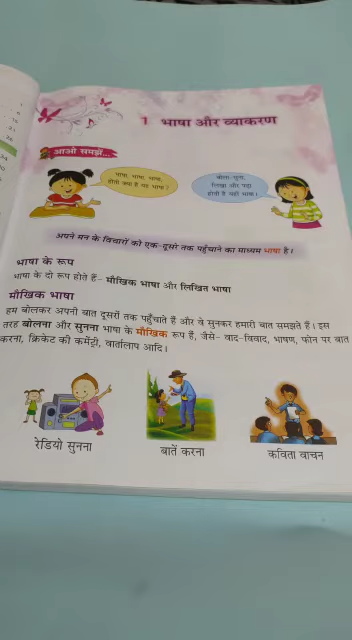 1 भाषा और व्याकरण
आओ समझें...
भाषा, भाषा, भाषा,
होती क्या है यह भाषा?
बोला-सुना,
लिखा और पढ़ा
होती है यही भाषा।
अपने मन के विचारों को एक-दूसरे तक पहुँचाने का माध्यम भाषा है।
भाषा के रूप
भाषा के दो रूप होते हैं- मौखिक भाषा और लिखित भाषा
मौखिक भाषा
हम बोलकर अपनी बात दूसरों तक पहुँचाते हैं और वे सुनकर हमारी बात समझते हैं। इस
तरह बोलना और सुनना भाषा के मौखिक रूप हैं, जैसे- वाद-विवाद, भाषण, फोन पर बात
करना, क्रिकेट की कमेंट्री, वार्तालाप आदि।
रेडियो सुनना
बातें करना
कविता वाचन